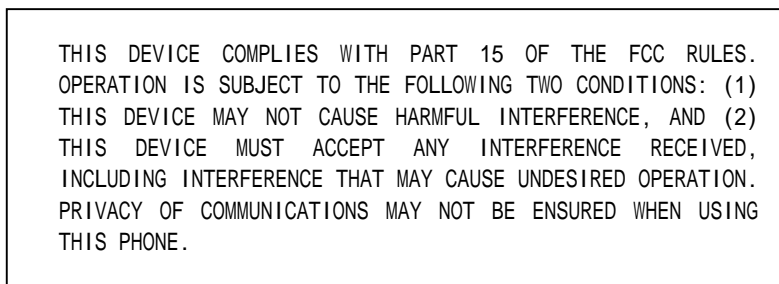 THIS DEVICE COMPLIES WITH PART 15 OF THE FCC RULES.
OPERATION IS SUBJECT TO THE FOLLOWING TWO CONDITIONS: (1)
THIS DEVICE MAY NOT CAUSE HARMFUL INTERFERENCE, AND (2)
THIS DEVICE MUST ACCEPT ANY INTERFERENCE RECEIVED,
INCLUDING INTERFERENCE THAT MAY CAUSE UNDESIRED OPERATION.
PRIVACY OF COMMUNICATIONS MAY NOT BE ENSURED WHEN USING
THIS PHONE.